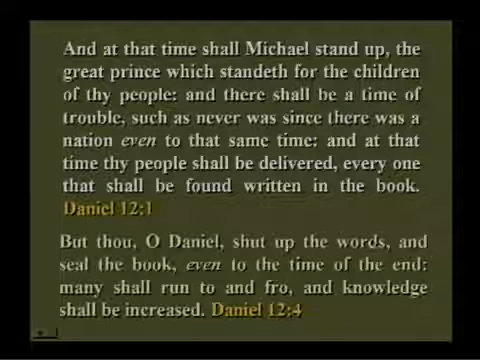 And at that time shall Michael stand up, the
great prince which standeth for the children
of thy people: and there shall be a time of
trouble, such as never was since there was a
nation even to that same time: and at that
time thy people shall be delivered, every one
that shall be found written in the book.
Daniel 12:1
But thou, O Daniel, shut up the words, and
seal the book, even to the time of the end:
many shall run to and fro, and knowledge
shall be increased. Daniel 12:4